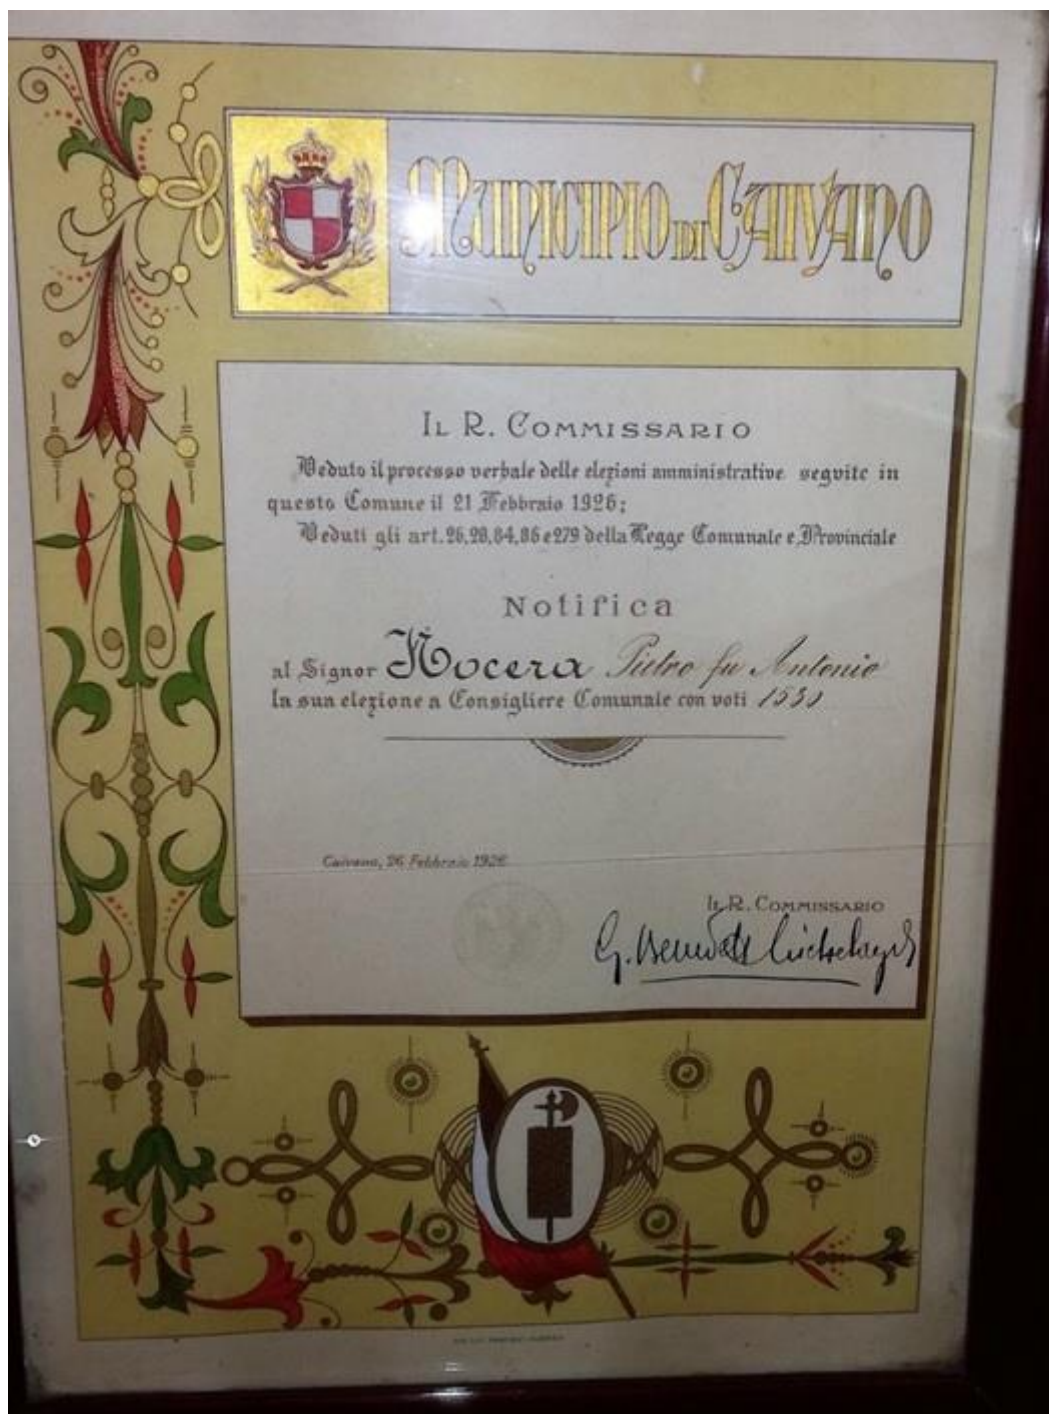 MUNICIPIO DI CAIVANO
IL R. COMMISSARIO
Veduto il processo verbale delle elezioni amministrative seguite in
questo Comune il 21 Febbraio 1926;
Veduti gli art. 26, 28, 84, 86 e 279 della Legge Comunale e Provinciale
Notifica
al Signor Nocera Pietro fu Antonio
la sua elezione a Consigliere Comunale con voti 1530
Caivano, 26 Febbraio 1926
IL R. COMMISSARIO
G.